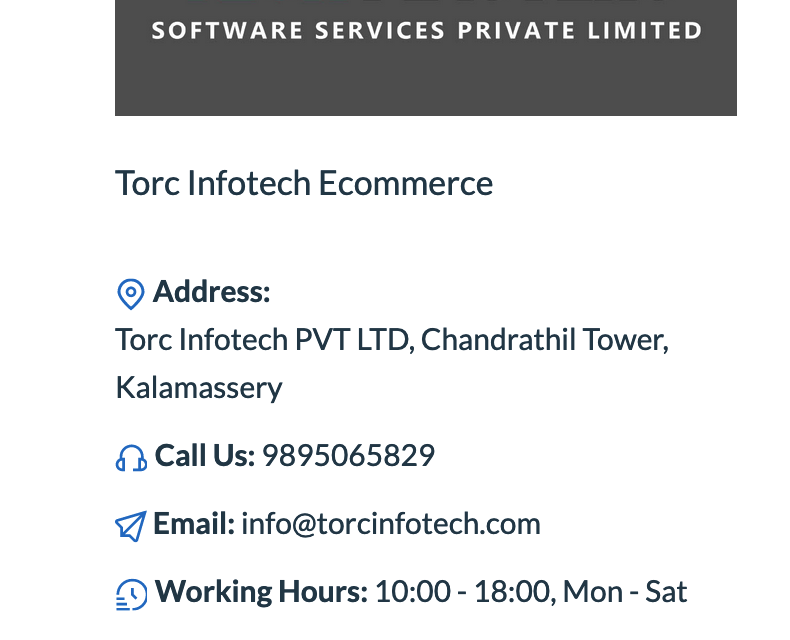 SOFTWARE SERVICES PRIVATE LIMITED
Torc Infotech Ecommerce
Address:
Torc Infotech PVT LTD, Chandrathil Tower,
Kalamassery
Call Us: 9895065829
Email: info@torcinfotech.com
Working Hours: 10:00 - 18:00, Mon - Sat